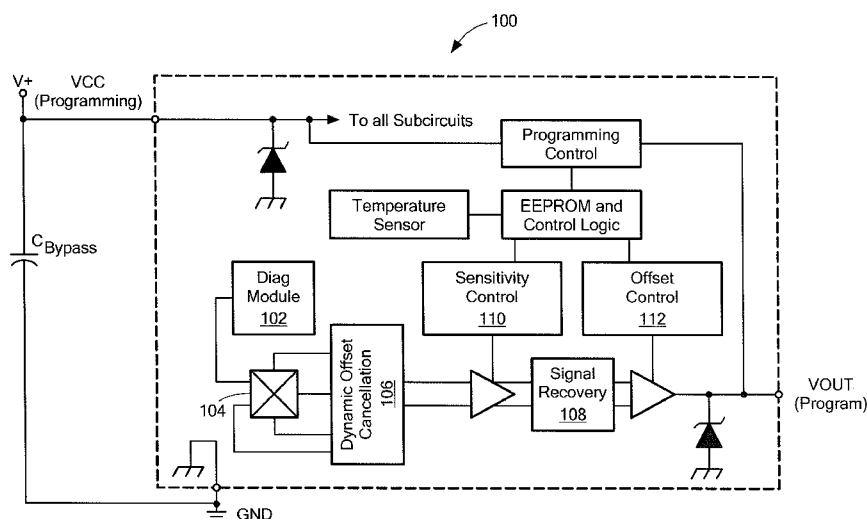 100
V+
VCC
(Programming)
To all Subcircuits
Programming
Control
Temperature
Sensor
EEPROM and
Control Logic
CBypass
Diag
Module
102
Sensitivity
Control
110
Offset
Control
112
104
Dynamic Offset
Cancellation
106
Signal
Recovery
108
VOUT
(Program)
GND